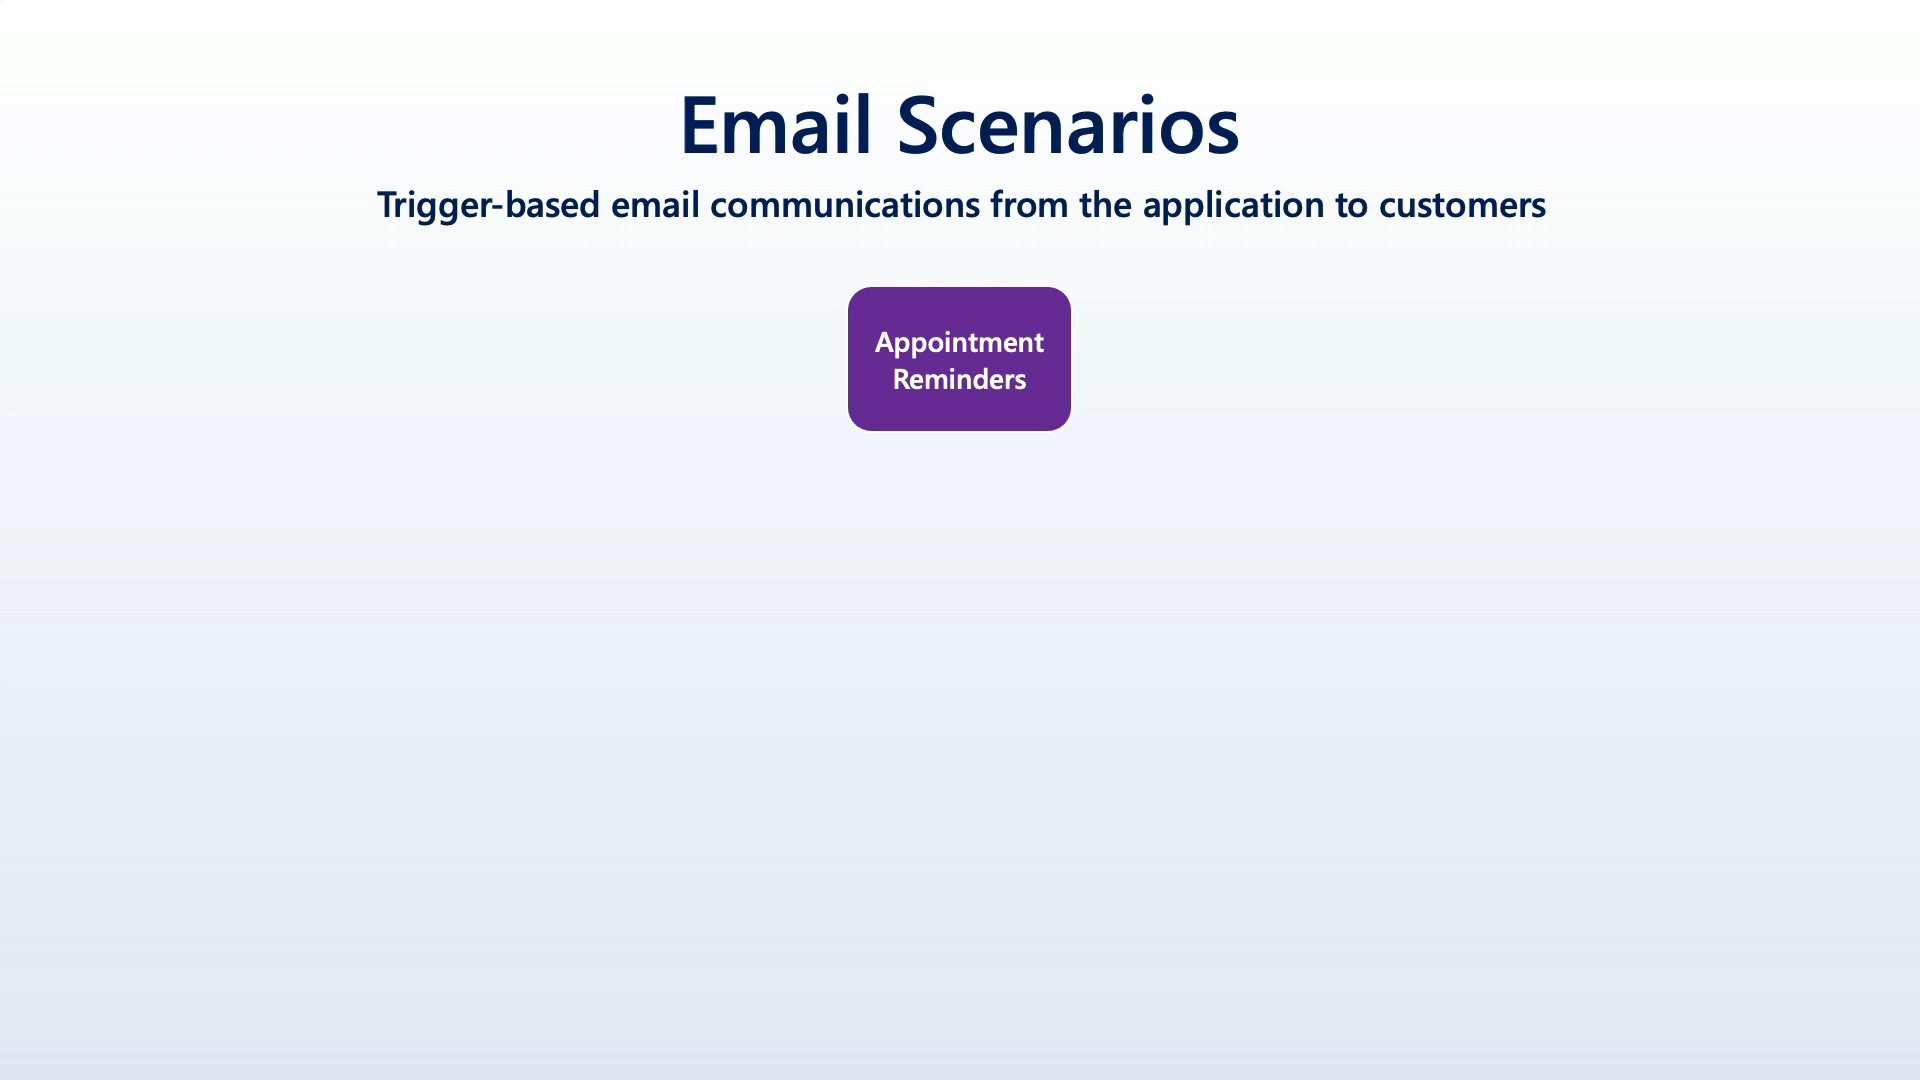 Email Scenarios
Trigger-based email communications from the application to customers
Appointment
Reminders